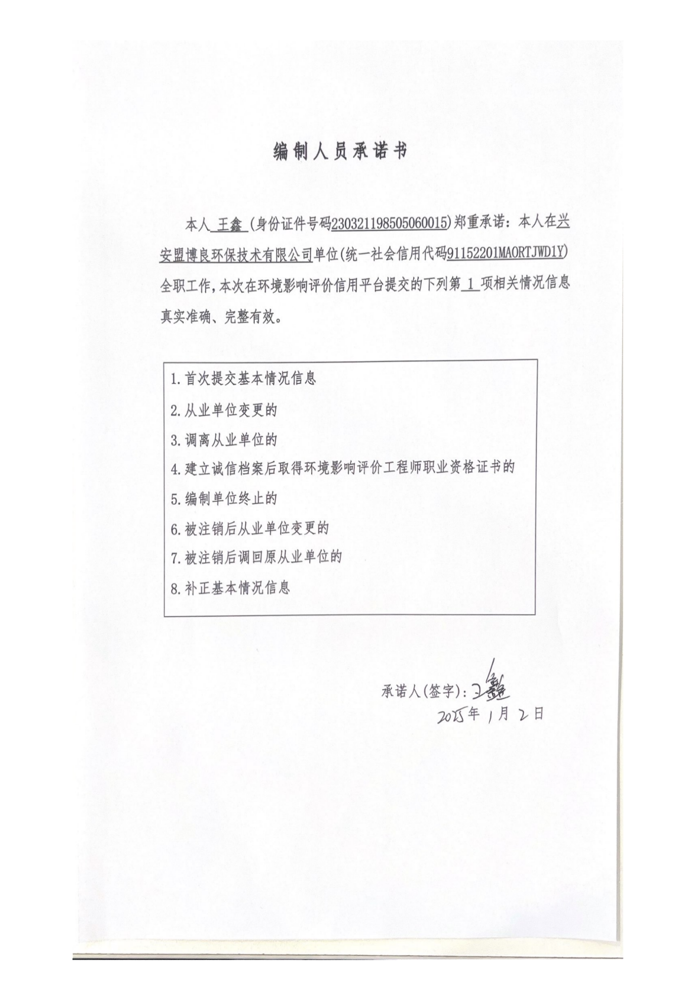 编制人员承诺书
本人 王鑫 (身份证件号码230321198505060015)郑重承诺：本人在兴
安盟博良环保技术有限公司单位(统一社会信用代码91152201MAORTJWD1Y)
全职工作,本次在环境影响评价信用平台提交的下列第 1 项相关情况信息
真实准确、完整有效。
1.首次提交基本情况信息
2.从业单位变更的
3.调离从业单位的
4.建立诚信档案后取得环境影响评价工程师职业资格证书的
5.编制单位终止的
6.被注销后从业单位变更的
7.被注销后调回原从业单位的
8.补正基本情况信息
承诺人(签字):王鑫
2025年1月2日